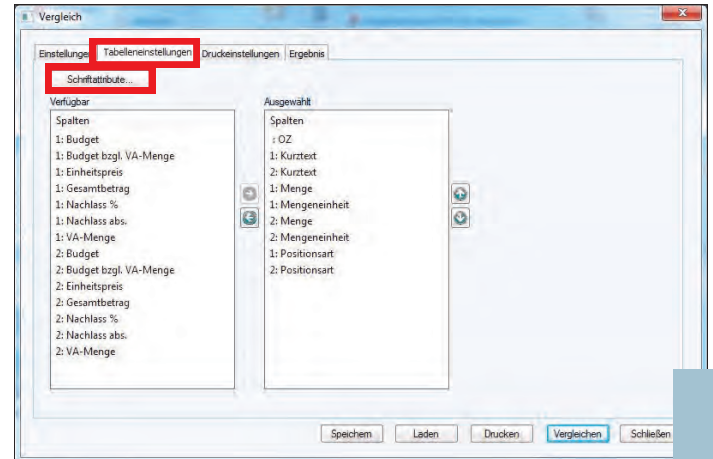 Vergleich
Einstellungen Tabelleneinstellungen Druckeinstellungen Ergebnis
Schriftattribute...
Verfügbar
Spalten
1: Budget
1: Budget bzgl. VA-Menge
1: Einheitspreis
1: Gesamtbetrag
1: Nachlass %
1: Nachlass abs.
1: VA-Menge
2: Budget
2: Budget bzgl. VA-Menge
2: Einheitspreis
2: Gesamtbetrag
2: Nachlass %
2: Nachlass abs.
2: VA-Menge
Ausgewählt
Spalten
: OZ
1: Kurztext
2: Kurztext
1: Menge
1: Mengeneinheit
2: Menge
2: Mengeneinheit
1: Positionsart
2: Positionsart
Speichern Laden Drucken Vergleichen Schließen